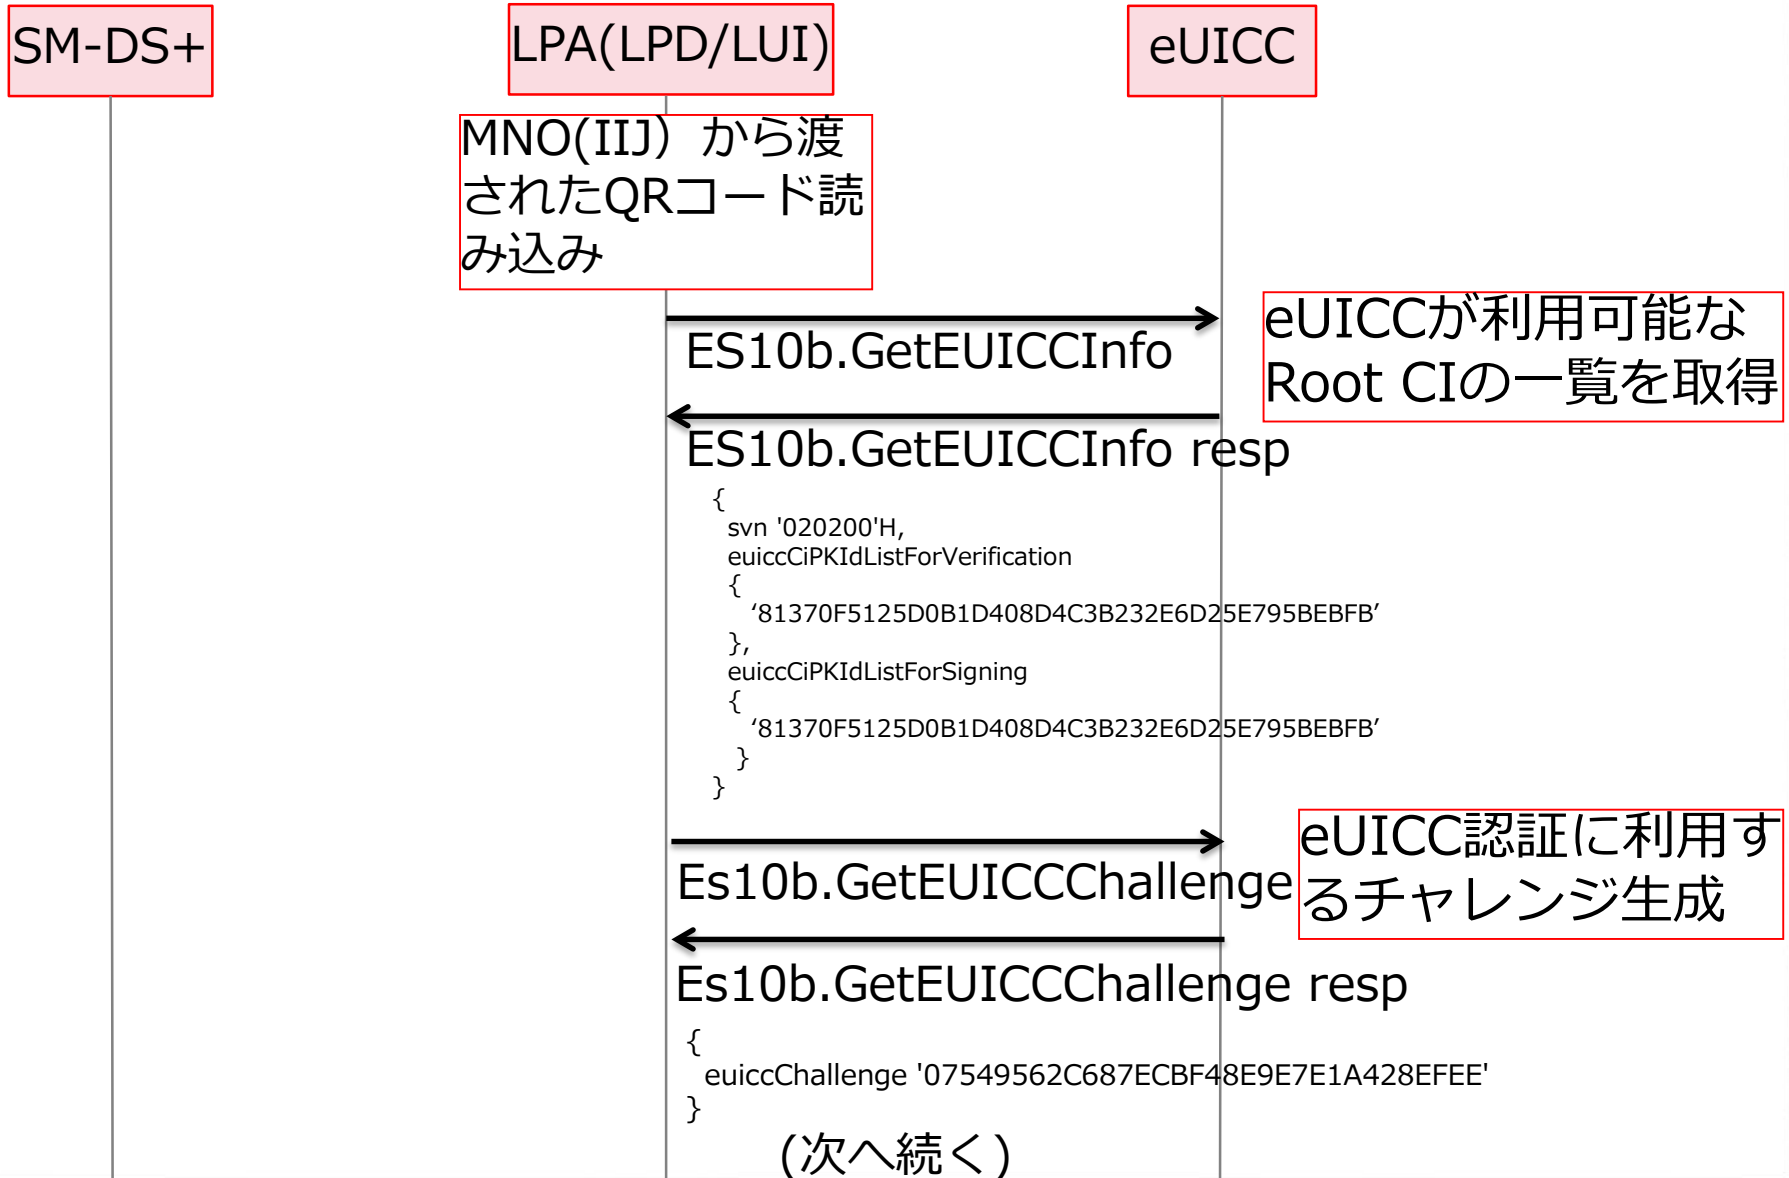 SM-DS+
LPA(LPD/LUI)
eUICC
MNO(IIJ）から渡
されたQRコード読
み込み
ES10b.GetEUICCInfo
eUICCが利用可能な
Root CIの一覧を取得
ES10b.GetEUICCInfo resp
{
svn '020200'H,
euiccCiPKIdListForVerification
{
‘81370F5125D0B1D408D4C3B232E6D25E795BEBFB’
},
euiccCiPKIdListForSigning
{
‘81370F5125D0B1D408D4C3B232E6D25E795BEBFB’
}
}
Es10b.GetEUICCChallenge
eUICC認証に利用す
るチャレンジ生成
Es10b.GetEUICCChallenge resp
{
euiccChallenge '07549562C687ECBF48E9E7E1A428EFEE'
}
(次へ続く)